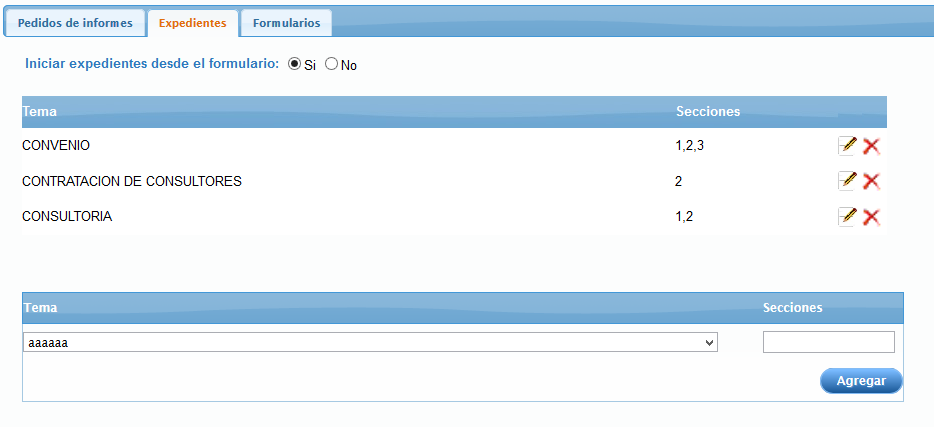 Pedidos de informes Expedientes Formularios
Iniciar expedientes desde el formulario: Si No
Tema Secciones
CONVENIO 1,2,3
CONTRATACION DE CONSULTORES 2
CONSULTORIA 1,2
Tema Secciones
aaaaaa
Agregar